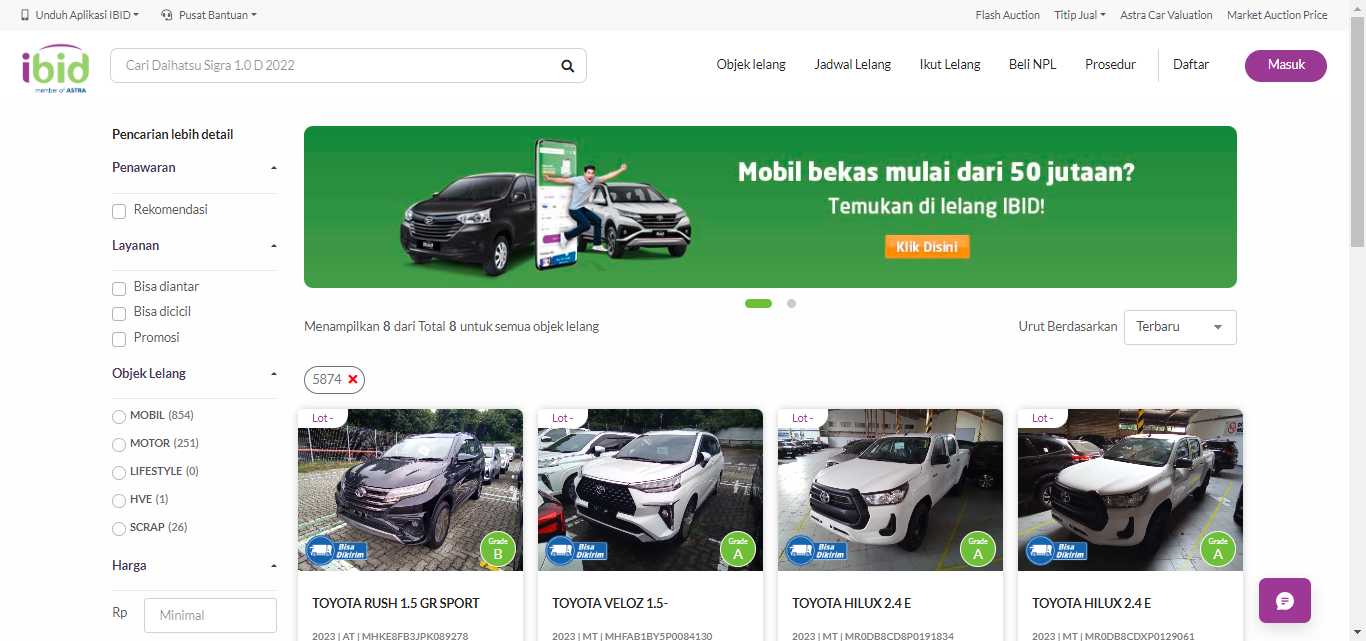 Unduh Aplikasi IBID Pusat Bantuan Flash Auction Titip Jual Astra Car Valuation Market Auction Price
ibid
member of ASTRA
Cari Daihatsu Sigra 1.0 D 2022
Objek lelang Jadwal Lelang Ikut Lelang Beli NPL Prosedur Daftar Masuk
Pencarian lebih detail
Penawaran
Rekomendasi
Layanan
Bisa diantar
Bisa dicicil
Promosi
Objek Lelang
MOBIL (854)
MOTOR (251)
LIFESTYLE (0)
HVE (1)
SCRAP (26)
Harga
Rp Minimal
Mobil bekas mulai dari 50 jutaan?
Temukan di lelang IBID!
Klik Disini
Menampilkan 8 dari Total 8 untuk semua objek lelang
Urut Berdasarkan Terbaru
5874
Lot -
Bisa Dikirim
Grade B
TOYOTA RUSH 1.5 GR SPORT
2023 | AT | MHKE8FB3JPK089278
Lot -
Bisa Dikirim
Grade A
TOYOTA VELOZ 1.5-
2023 | MT | MHFAB1BY5P0084130
Lot -
Bisa Dikirim
Grade A
TOYOTA HILUX 2.4 E
2023 | MT | MR0DB8CD8P0191834
Lot -
Bisa Dikirim
Grade A
TOYOTA HILUX 2.4 E
2023 | MT | MR0DB8CDXP0129061